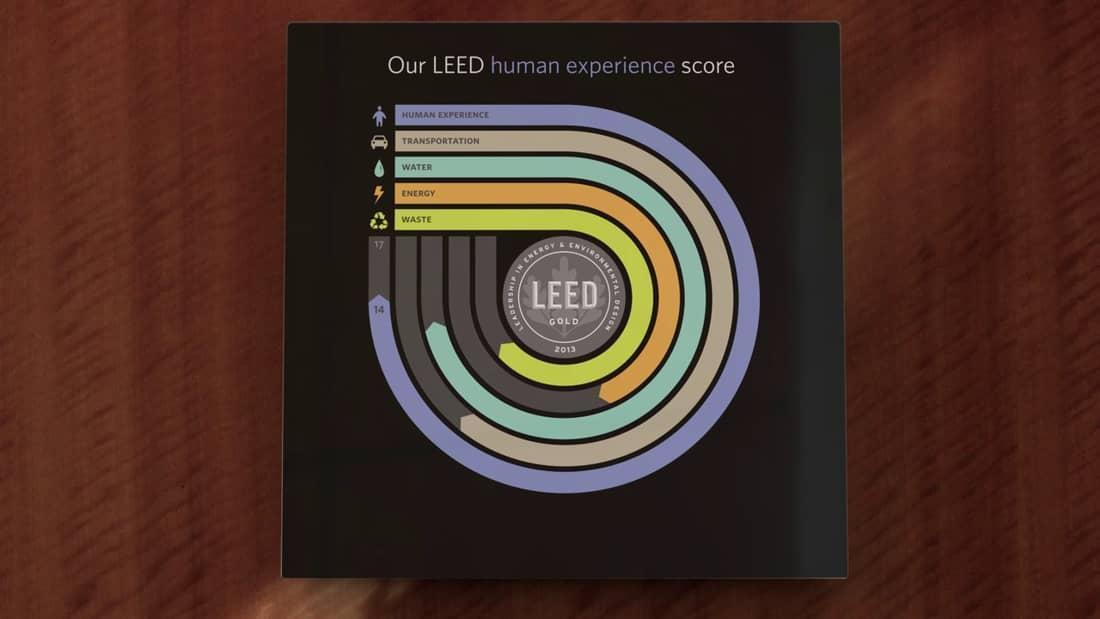 Our LEED human experience score
HUMAN EXPERIENCE
TRANSPORTATION
WATER
ENERGY
WASTE
17
14
LEADERSHIP IN ENERGY & ENVIRONMENTAL DESIGN
LEED
GOLD
2013